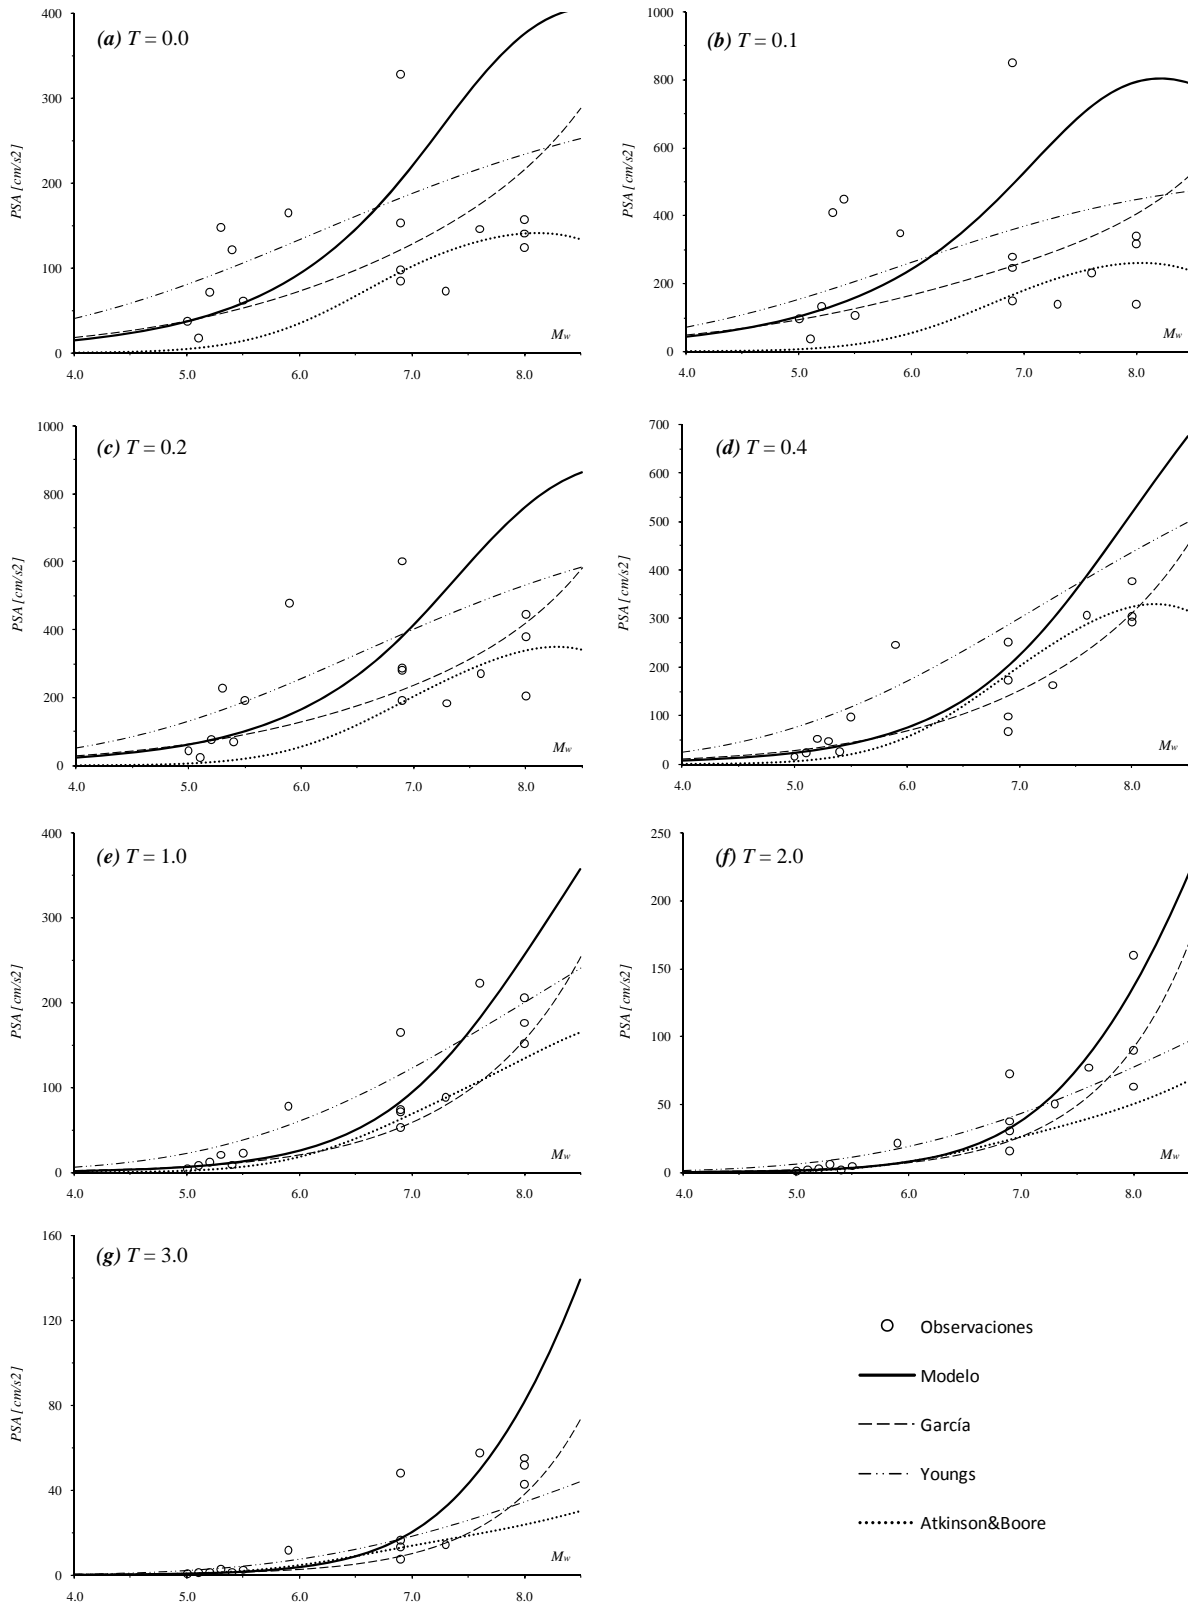 (a) T = 0.0
400
300
200
100
0
PSA [cm/s2]
Mw
4.0 5.0 6.0 7.0 8.0
(b) T = 0.1
1000
800
600
400
200
0
PSA [cm/s2]
Mw
4.0 5.0 6.0 7.0 8.0
(c) T = 0.2
1000
800
600
400
200
0
PSA [cm/s2]
Mw
4.0 5.0 6.0 7.0 8.0
(d) T = 0.4
700
600
500
400
300
200
100
0
PSA [cm/s2]
Mw
4.0 5.0 6.0 7.0 8.0
(e) T = 1.0
400
300
200
100
0
PSA [cm/s2]
Mw
4.0 5.0 6.0 7.0 8.0
(f) T = 2.0
250
200
150
100
50
0
PSA [cm/s2]
Mw
4.0 5.0 6.0 7.0 8.0
(g) T = 3.0
160
120
80
40
0
PSA [cm/s2]
Mw
4.0 5.0 6.0 7.0 8.0
Observaciones
Modelo
García
Youngs
Atkinson&Boore